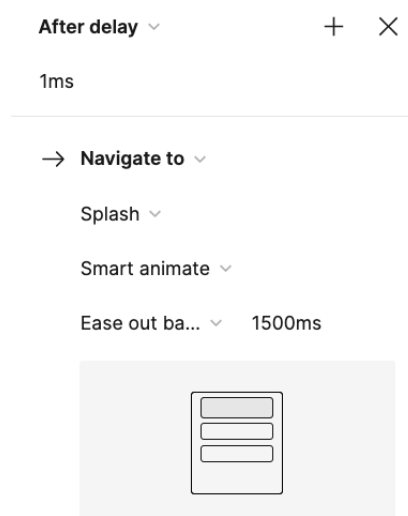 After delay
1ms
Navigate to
Splash
Smart animate
Ease out ba... 1500ms